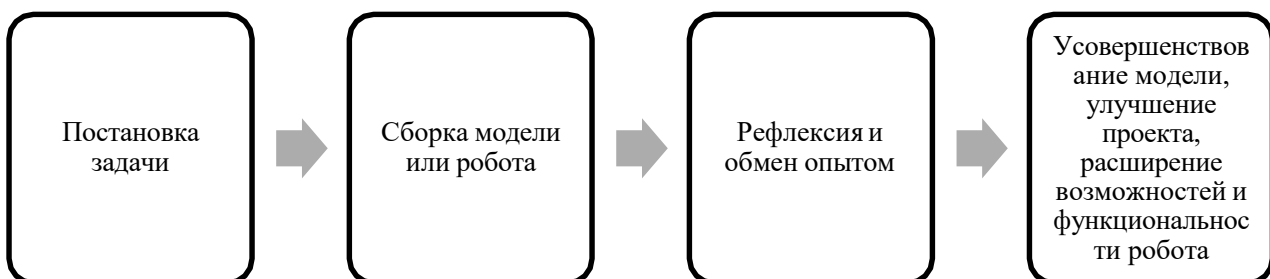 Постановка
задачи
Сборка модели
или робота
Рефлексия и
обмен опытом
Усовершенствов
ание модели,
улучшение
проекта,
расширение
возможностей и
функциональнос
ти робота